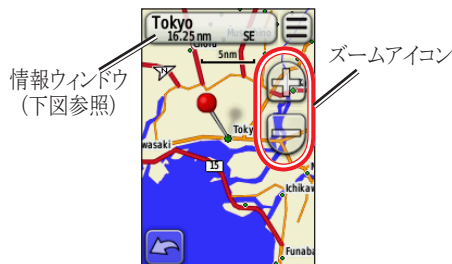 Tokyo
16.25 nm SE
5nm
ズームアイコン
情報ウィンドウ
(下図参照)
Toky
wasaki
15
Ichikaw
Funaba